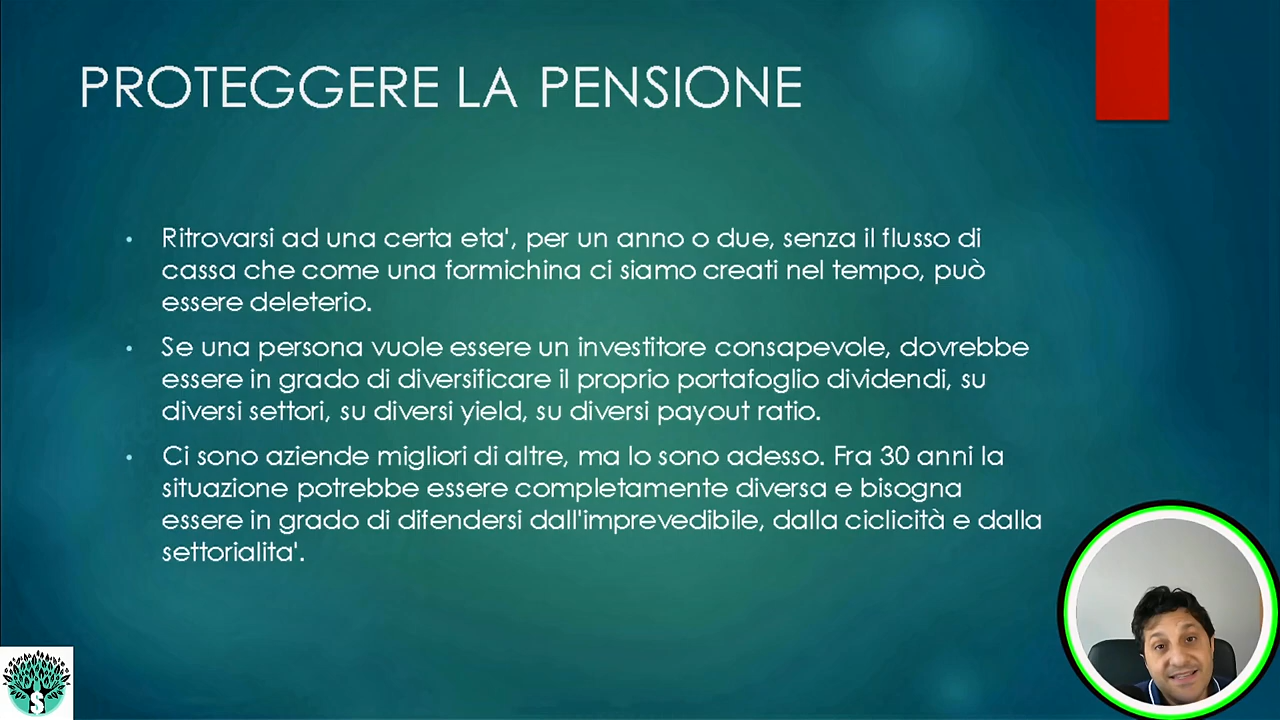 PROTEGGERE LA PENSIONE
• Ritrovarsi ad una certa eta', per un anno o due, senza il flusso di
cassa che come una formichina ci siamo creati nel tempo, può
essere deleterio.
• Se una persona vuole essere un investitore consapevole, dovrebbe
essere in grado di diversificare il proprio portafoglio dividendi, su
diversi settori, su diversi yield, su diversi payout ratio.
• Ci sono aziende migliori di altre, ma lo sono adesso. Fra 30 anni la
situazione potrebbe essere completamente diversa e bisogna
essere in grado di difendersi dall'imprevedibile, dalla ciclicità e dalla
settorialita'.
S